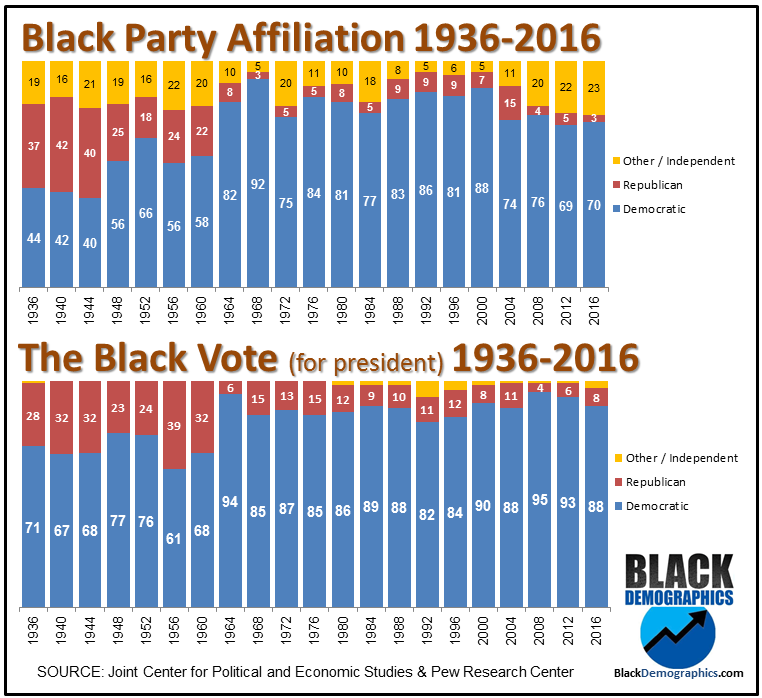 Black Party Affiliation 1936-2016
19 16 21 19 16 22 20 10 5 20 11 10 18 8 5 6 5 11 20 22 23
37 42 40 25 18 24 22 8 3 5 5 8 5 9 9 9 7 15 4 5 3
44 42 40 56 66 56 58 82 92 75 84 81 77 83 86 81 88 74 76 69 70
Other / Independent
Republican
Democratic
1936 1940 1944 1948 1952 1956 1960 1964 1968 1972 1976 1980 1984 1988 1992 1996 2000 2004 2008 2012 2016
The Black Vote (for president) 1936-2016
28 32 32 23 24 39 32 6 15 13 15 12 9 10 11 12 8 11 4 6 8
71 67 68 77 76 61 68 94 85 87 85 86 89 88 82 84 90 88 95 93 88
Other / Independent
Republican
Democratic
1936 1940 1944 1948 1952 1956 1960 1964 1968 1972 1976 1980 1984 1988 1992 1996 2000 2004 2008 2012 2016
BLACK
DEMOGRAPHICS
SOURCE: Joint Center for Political and Economic Studies & Pew Research Center
BlackDemographics.com